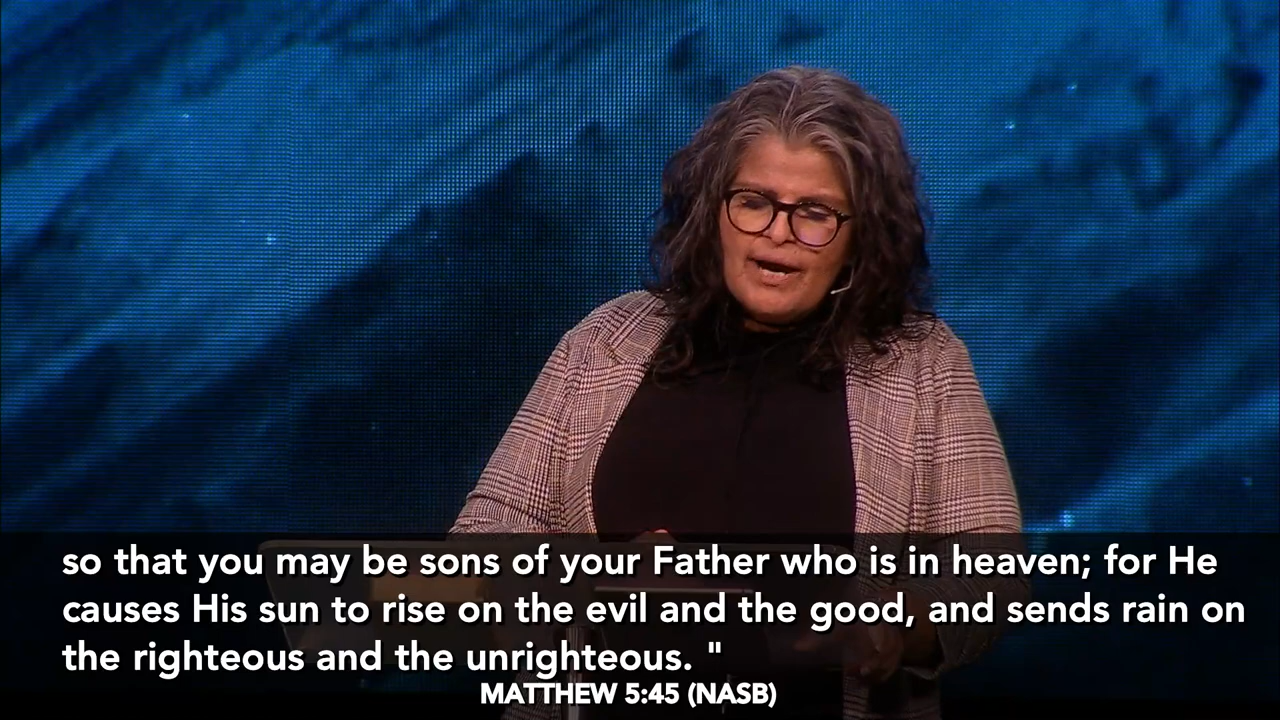 so that you may be sons of your Father who is in heaven; for He
causes His sun to rise on the evil and the good, and sends rain on
the righteous and the unrighteous. "
MATTHEW 5:45 (NASB)